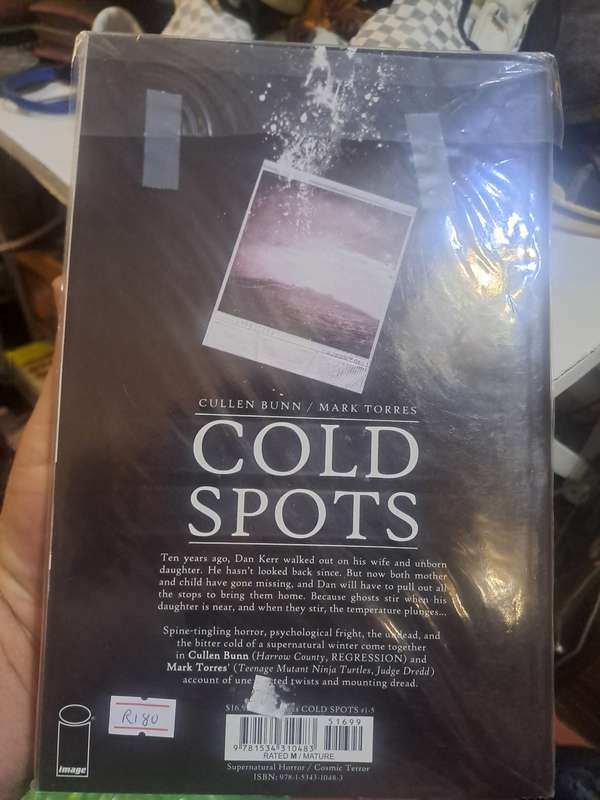 CULLEN BUNN / MARK TORRES
COLD
SPOTS
Ten years ago, Dan Kerr walked out on his wife and unborn
daughter. He hasn't looked back since. But now both mother
and child have gone missing, and Dan will have to pull out all
the stops to bring them home. Because ghosts stir when his
daughter is near, and when they stir, the temperature plunges...
Spine-tingling horror, psychological fright, the undead, and
the bitter cold of a supernatural winter come together
in Cullen Bunn (Harrow County, REGRESSION) and
Mark Torres' (Teenage Mutant Ninja Turtles, Judge Dredd)
account of twists and mounting dread.
COLD SPOTS #1-5
51699
9 781534 310483
RATED M / MATURE
Supernatural Horror / Cosmic Terror
ISBN: 978-1-5343-1048-3
R180
image